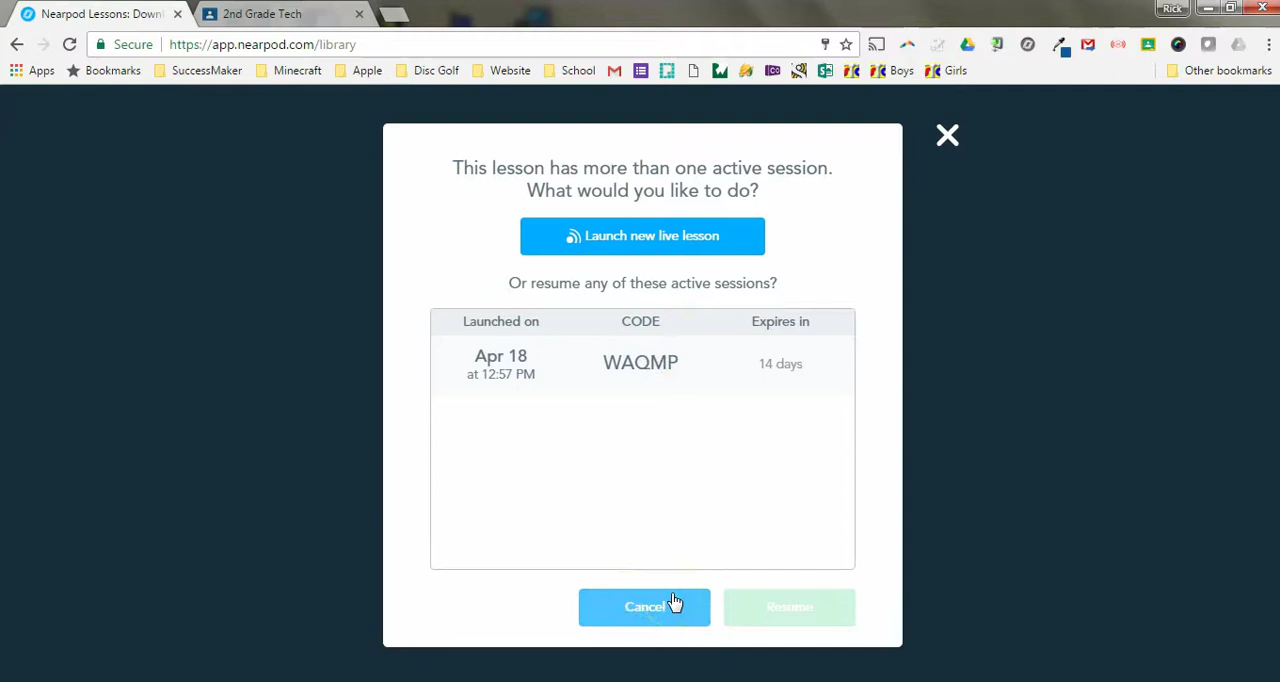 Nearpod Lessons: Downl
2nd Grade Tech
Rick
Secure https://app.nearpod.com/library
Apps Bookmarks SuccessMaker Minecraft Apple Disc Golf Website School Boys Girls Other bookmarks
This lesson has more than one active session.
What would you like to do?
Launch new live lesson
Or resume any of these active sessions?
Launched on CODE Expires in
Apr 18
at 12:57 PM
WAQMP
14 days
Cancel Resume